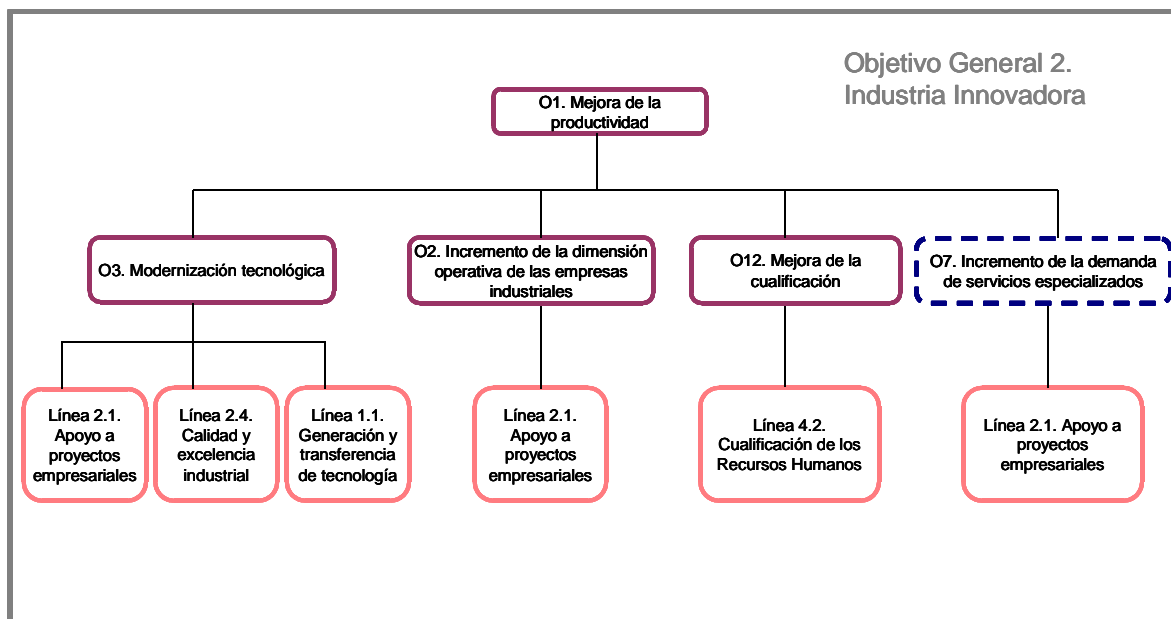 Objetivo General 2.
Industria Innovadora
O1. Mejora de la
productividad
O3. Modernización tecnológica
O2. Incremento de la dimensión
operativa de las empresas
industriales
O12. Mejora de la
cualificación
O7. Incremento de la demanda
de servicios especializados
Línea 2.1.
Apoyo a
proyectos
empresariales
Línea 2.4.
Calidad y
excelencia
industrial
Línea 1.1.
Generación y
transferencia
de tecnología
Línea 2.1.
Apoyo a
proyectos
empresariales
Línea 4.2.
Cualificación de los
Recursos Humanos
Línea 2.1. Apoyo a
proyectos
empresariales